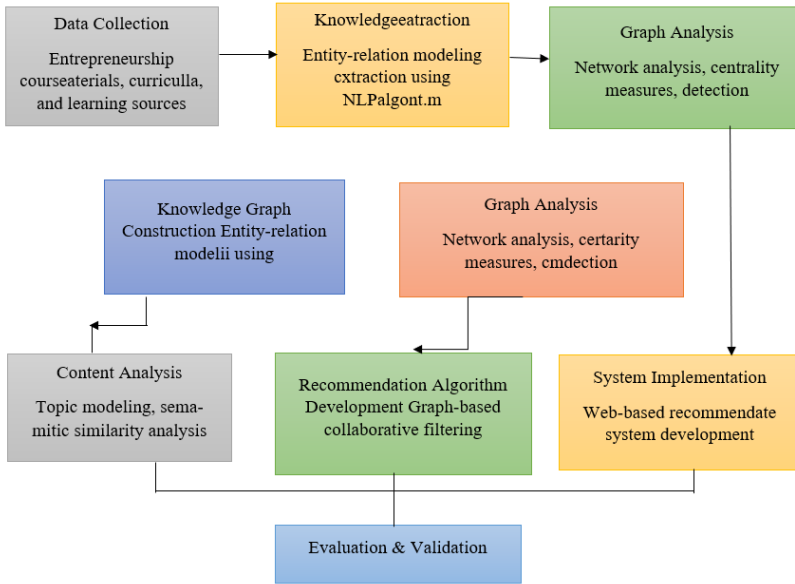 Data Collection
Entrepreneurship
courseaterials, curriculla,
and learning sources
Knowledgeeatraction
Entity-relation modeling
cxtraction using
NLPalgont.m
Graph Analysis
Network analysis, centrality
measures, detection
Knowledge Graph
Construction Entity-relation
modelii using
Graph Analysis
Network analysis, certarity
measures, cmdection
Content Analysis
Topic modeling, sema-
mitic similarity analysis
Recommendation Algorithm
Development Graph-based
collaborative filtering
System Implementation
Web-based recommendate
system development
Evaluation & Validation